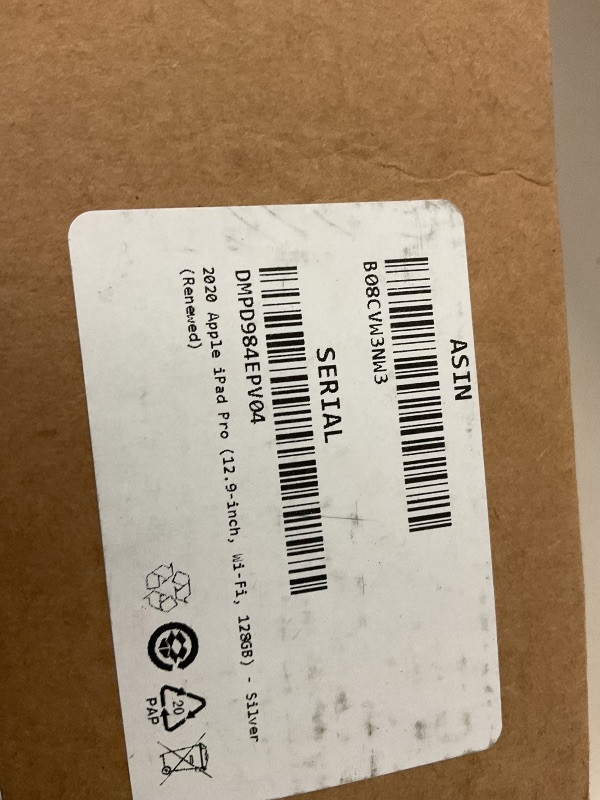 ASIN
B08CVW3NW3
SERIAL
DMPD984EPV04
2020 Apple iPad Pro (12.9-inch, Wi-Fi, 128GB) - Silver
(Renewed)
20
PAP